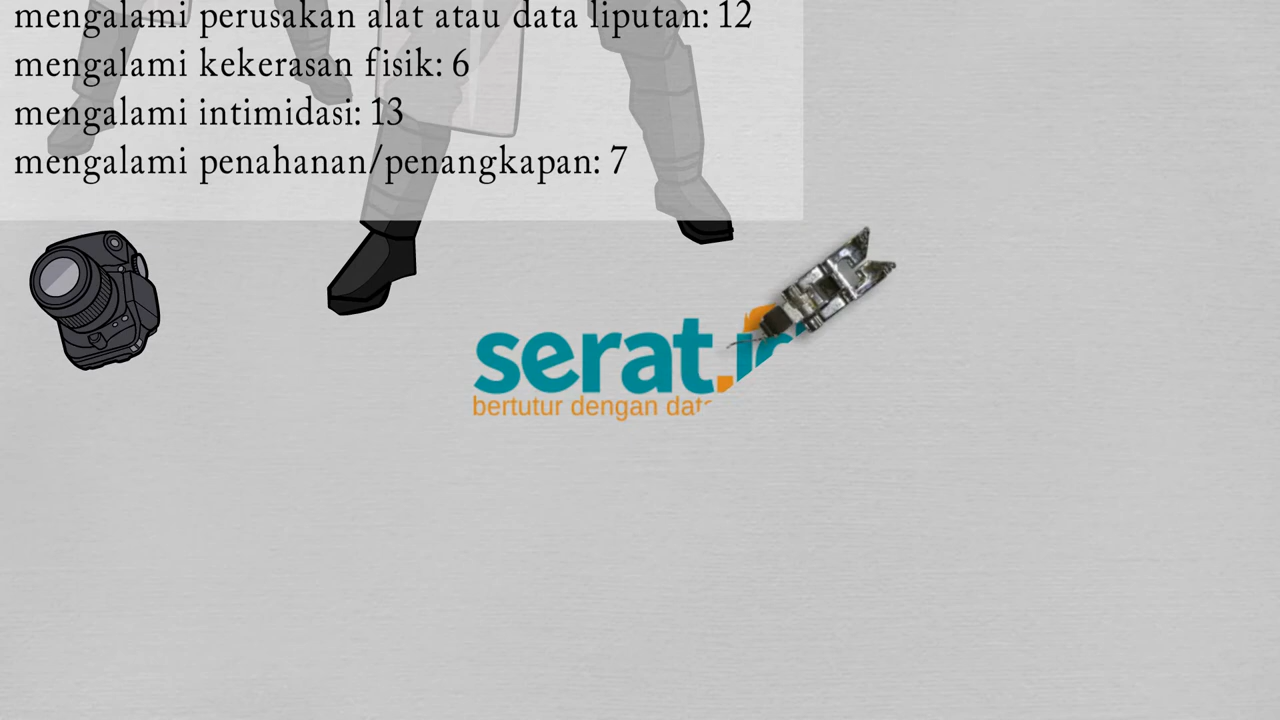 mengalami perusakan alat atau data liputan: 12
mengalami kekerasan fisik: 6
mengalami intimidasi: 13
mengalami penahanan/penangkapan: 7
serat.
bertutur dengan